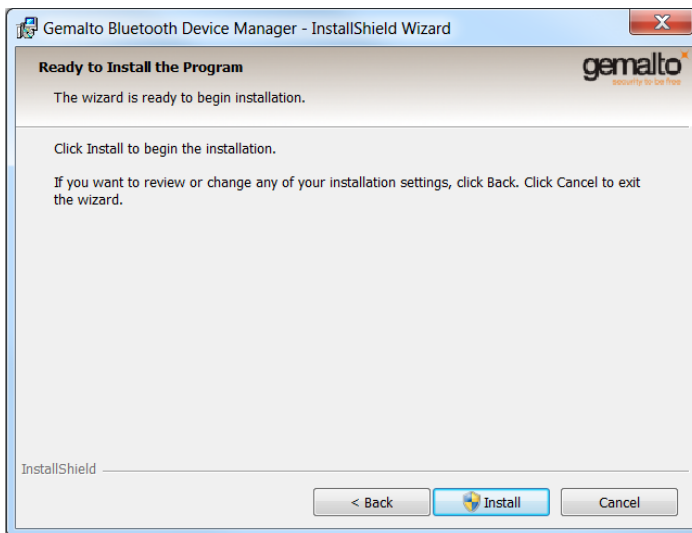 Gemalto Bluetooth Device Manager - InstallShield Wizard
Ready to Install the Program
The wizard is ready to begin installation.
gemalto
security to be free
Click Install to begin the installation.
If you want to review or change any of your installation settings, click Back. Click Cancel to exit
the wizard.
InstallShield
< Back
Install
Cancel